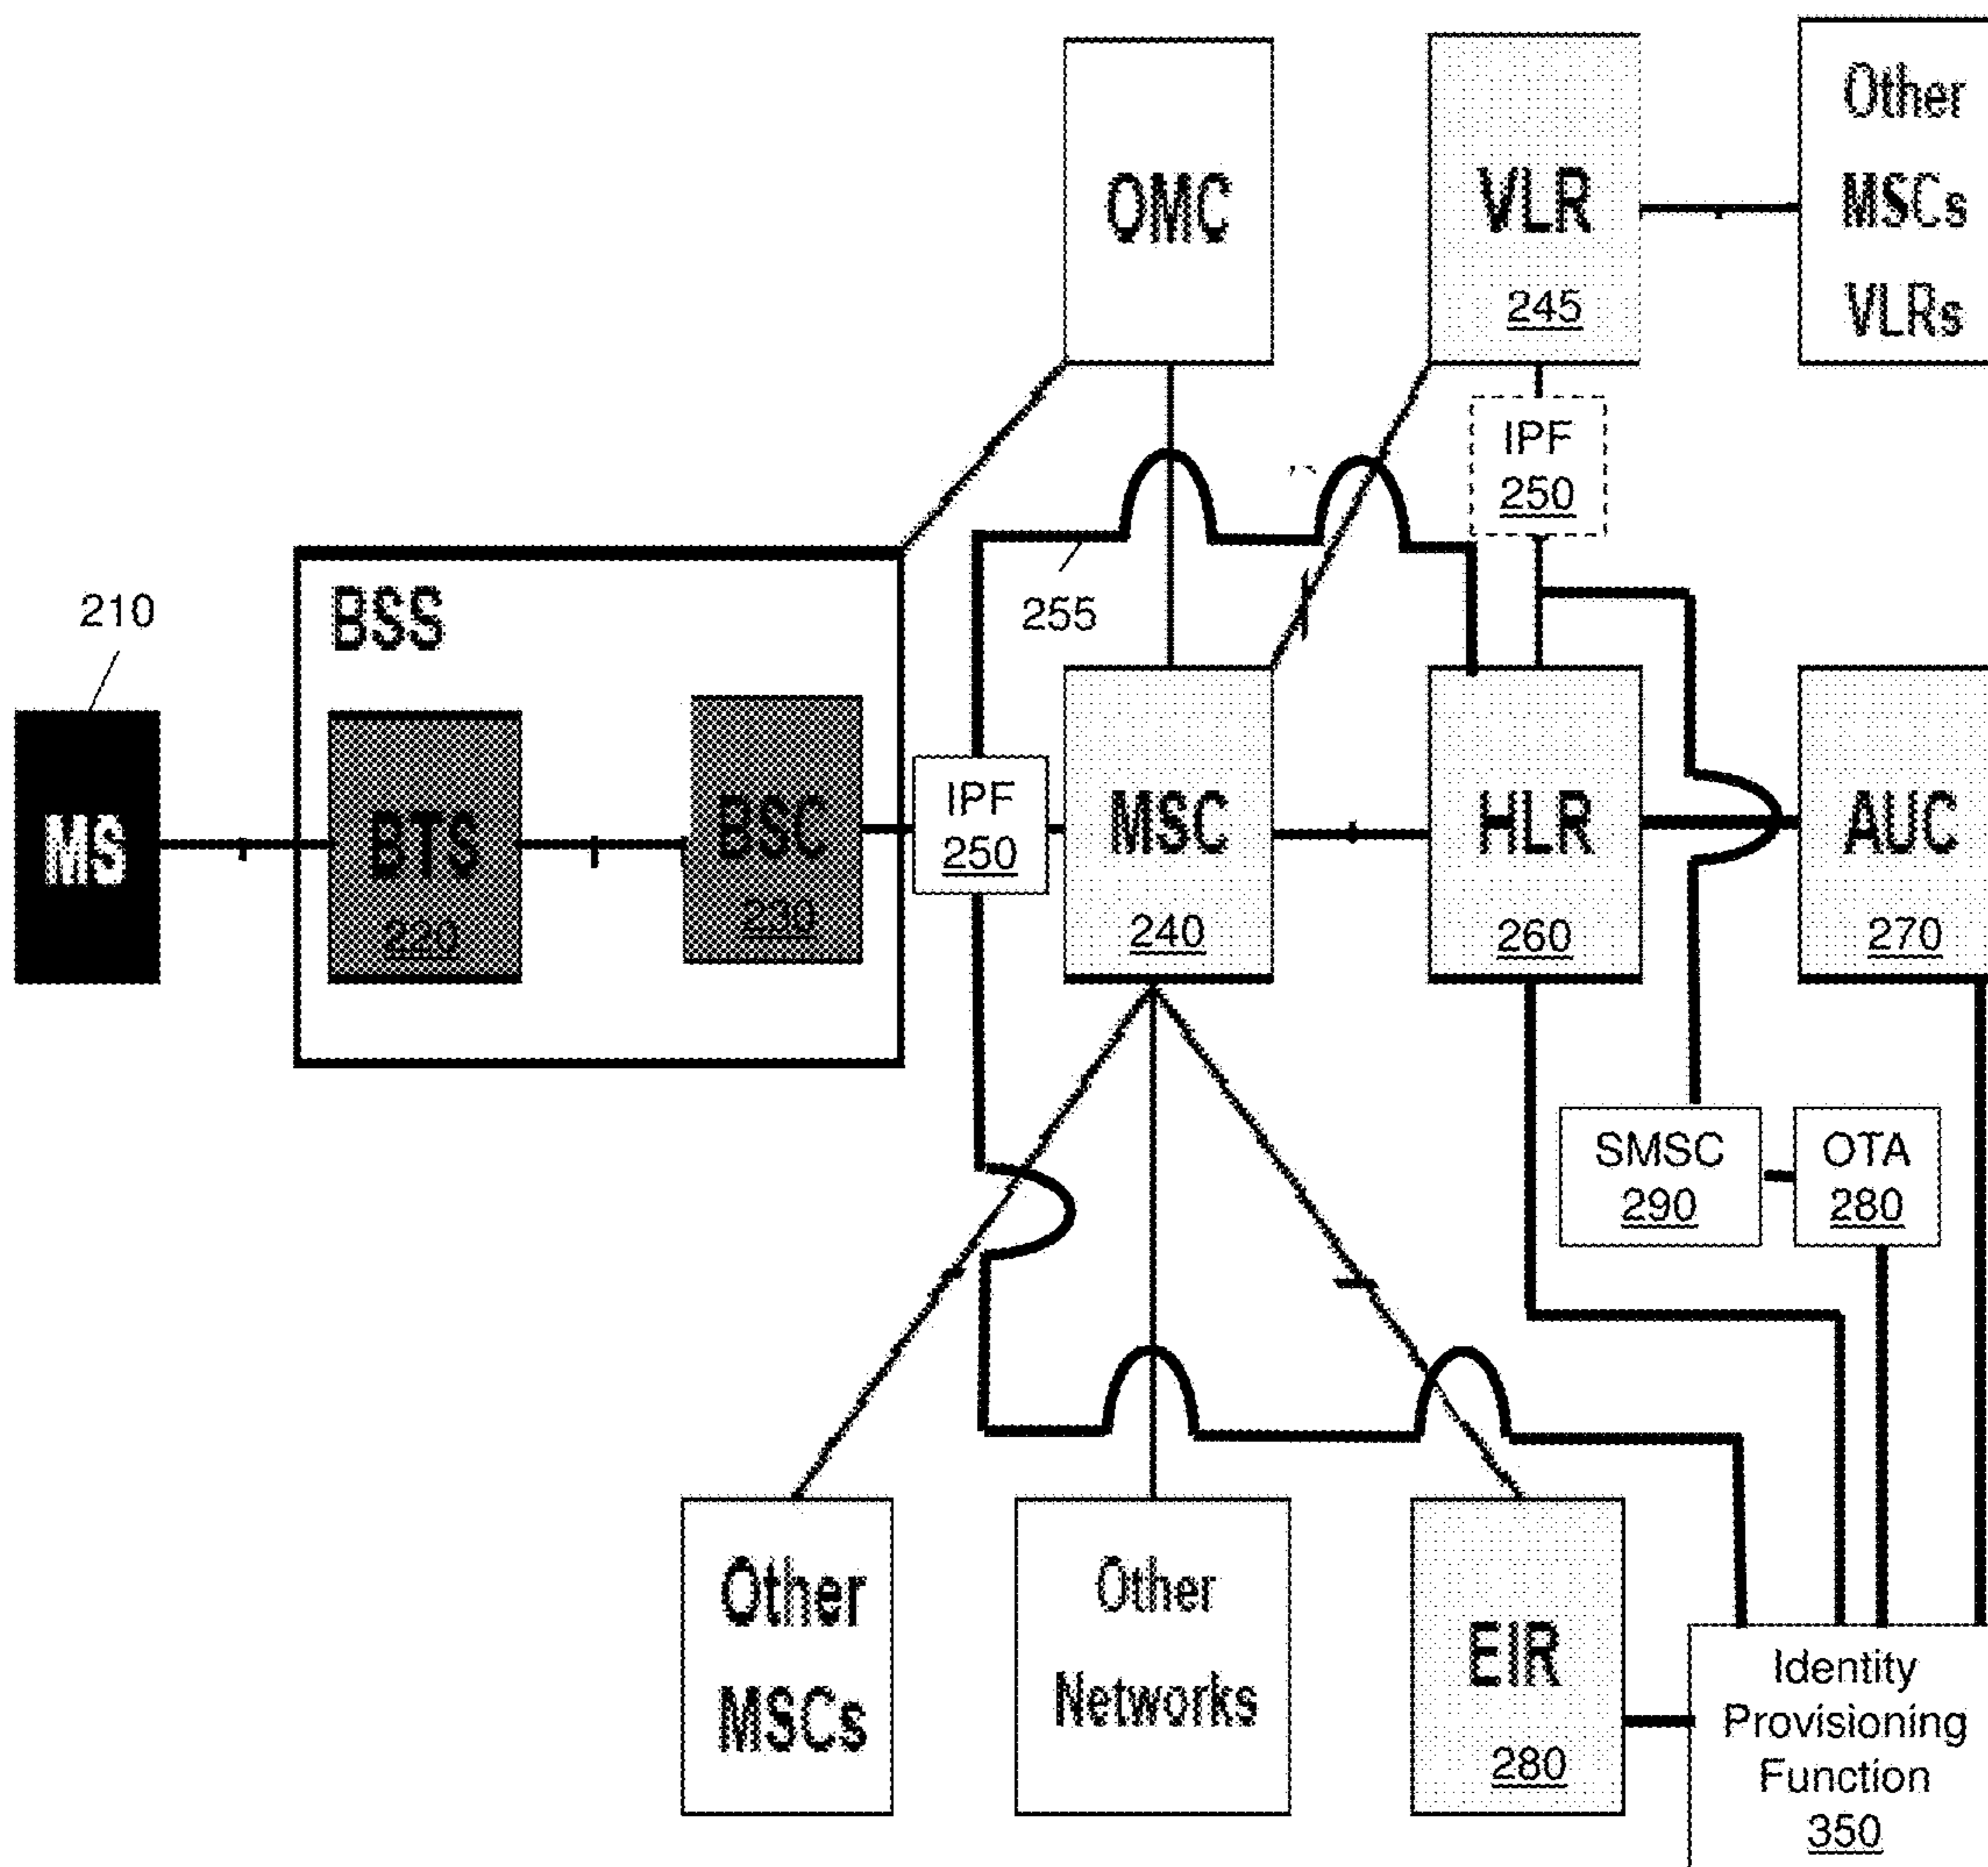 OMC
VLR
245
Other
MSCs
VLRs
IPF
250
255
210
BSS
MS
BTS
220
BSC
230
IPF
250
MSC
240
HLR
260
AUC
270
SMSC
290
OTA
280
Other
MSCs
Other
Networks
EIR
280
Identity
Provisioning
Function
350